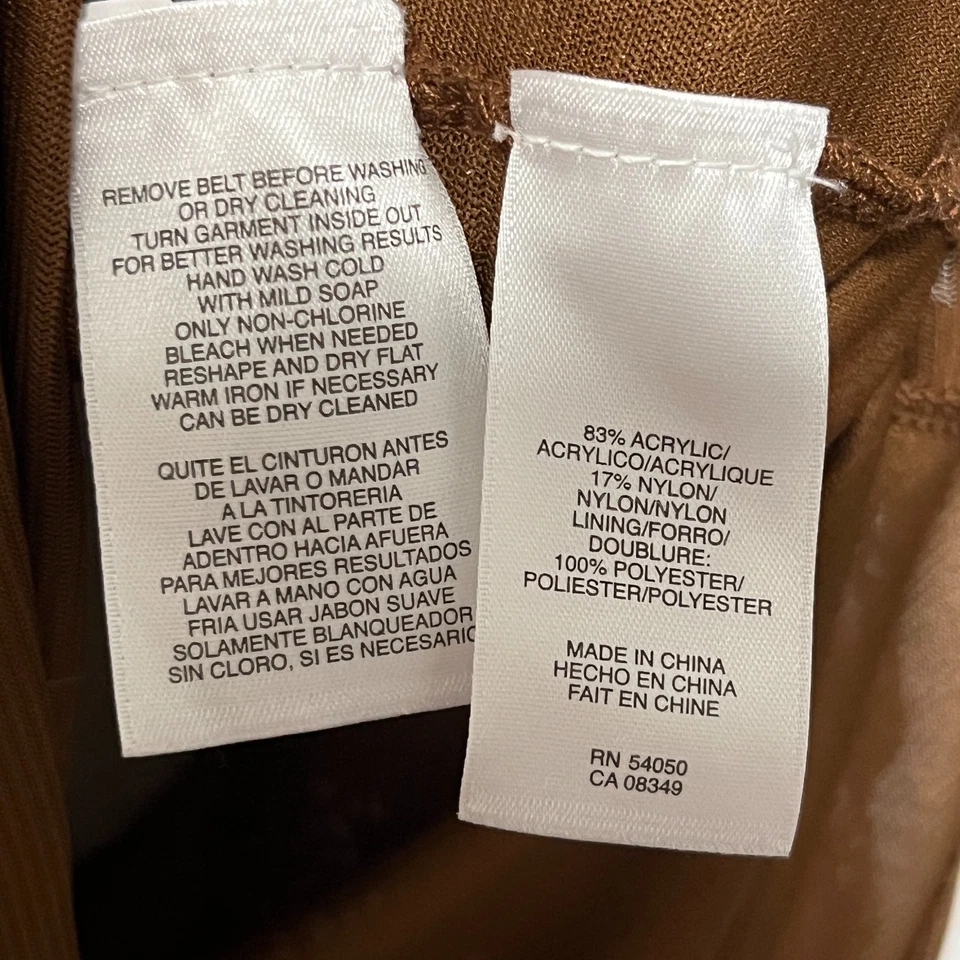 REMOVE BELT BEFORE WASHING
OR DRY CLEANING
TURN GARMENT INSIDE OUT
FOR BETTER WASHING RESULTS
HAND WASH COLD
WITH MILD SOAP
ONLY NON-CHLORINE
BLEACH WHEN NEEDED
RESHAPE AND DRY FLAT
WARM IRON IF NECESSARY
CAN BE DRY CLEANED
QUITE EL CINTURON ANTES
DE LAVAR O MANDAR
A LA TINTORERIA
LAVE CON AL PARTE DE
ADENTRO HACIA AFUERA
PARA MEJORES RESULTADOS
LAVAR A MANO CON AGUA
FRIA USAR JABON SUAVE
SOLAMENTE BLANQUEADOR
SIN CLORO, SI ES NECESARIO
83% ACRYLIC/
ACRYLICO/ACRYLIQUE
17% NYLON/
NYLON/NYLON
LINING/FORRO/
DOUBLURE:
100% POLYESTER/
POLIESTER/POLYESTER
MADE IN CHINA
HECHO EN CHINA
FAIT EN CHINE
RN 54050
CA 08349